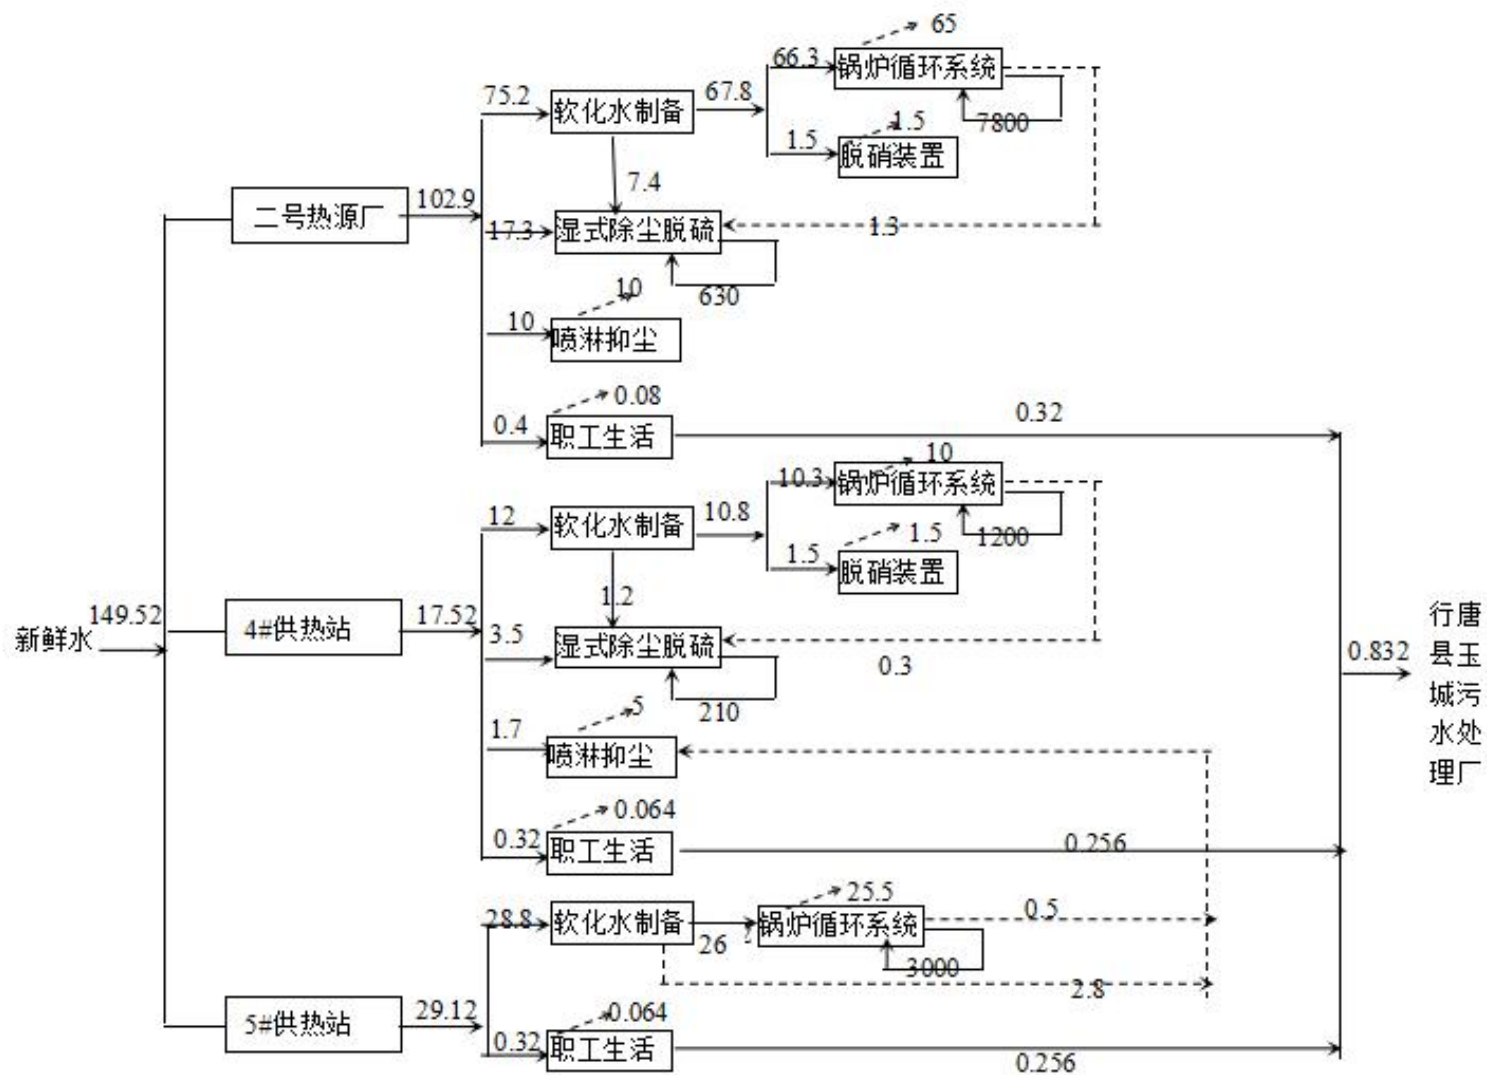 65
66.3
锅炉循环系统
75.2
软化水制备
67.8
7800
1.5
1.5
脱硝装置
7.4
二号热源厂
102.9
17.3
湿式除尘脱硫
1.3
630
10
10
喷淋抑尘
0.08
0.4
职工生活
0.32
10
10.3
锅炉循环系统
12
软化水制备
10.8
1200
1.5
1.5
脱硝装置
1.2
新鲜水
149.52
4#供热站
17.52
3.5
湿式除尘脱硫
0.3
210
5
1.7
喷淋抑尘
0.064
0.32
职工生活
0.256
0.832
行唐
县玉
城污
水处
理厂
25.5
28.8
软化水制备
26
锅炉循环系统
0.5
3000
2.8
5#供热站
29.12
0.064
0.32
职工生活
0.256